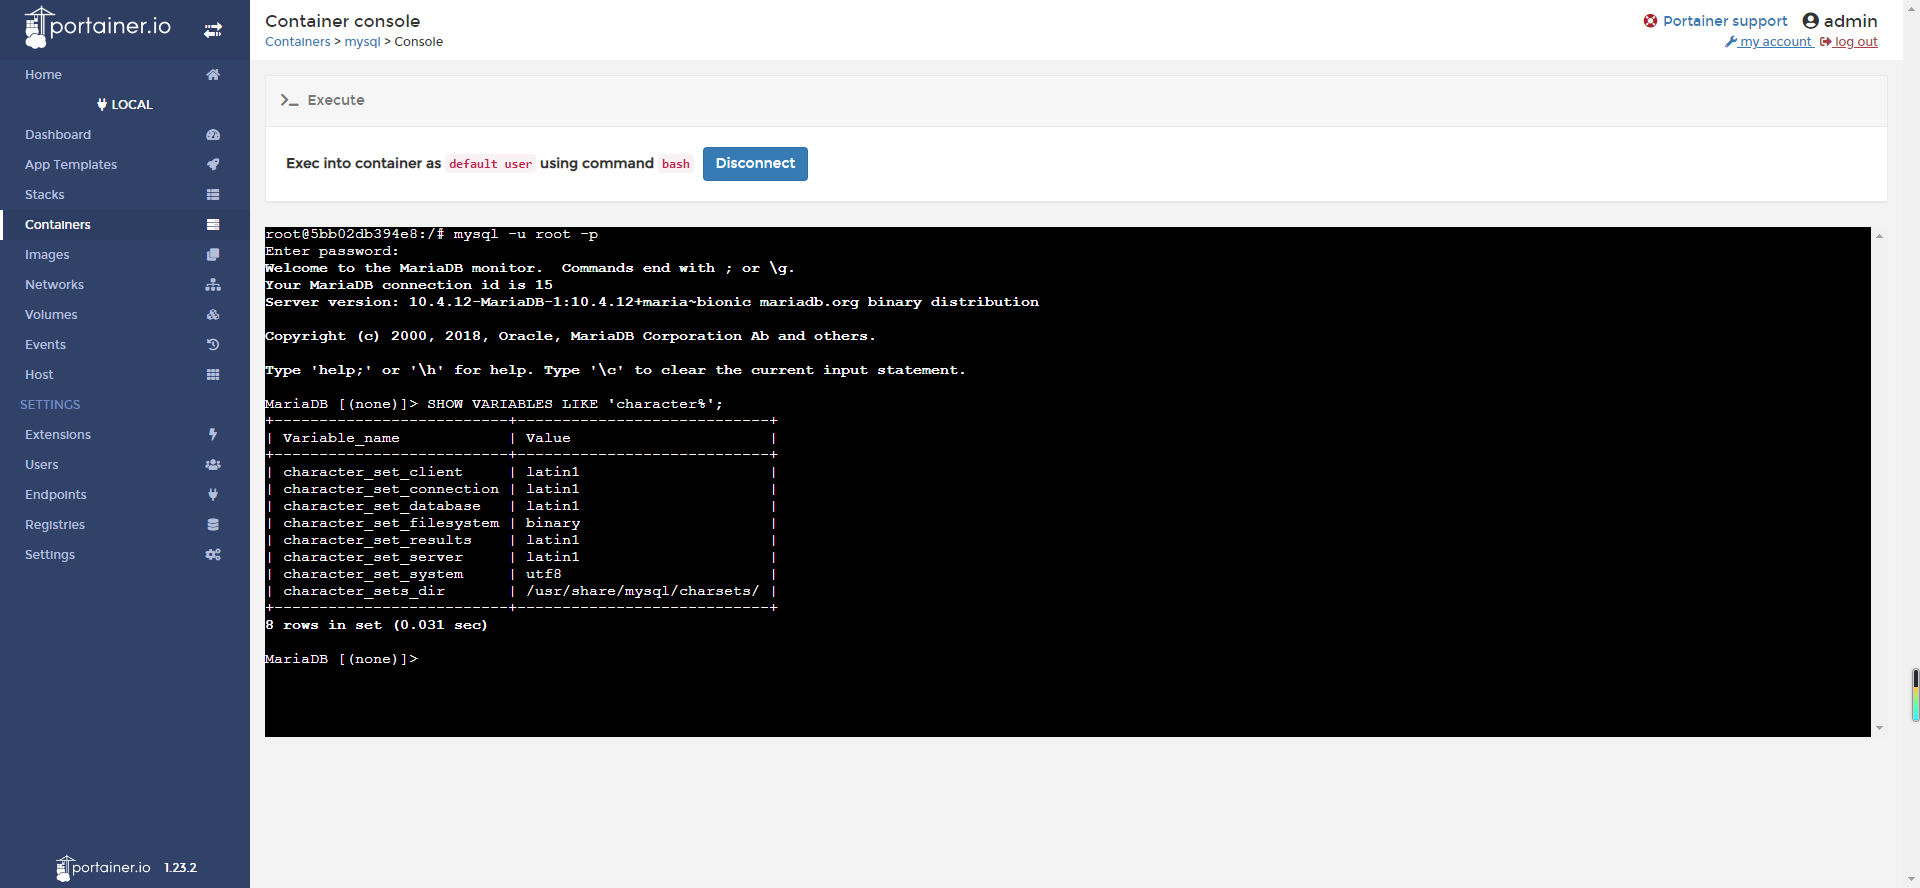 portainer.io
Home
LOCAL
Dashboard
App Templates
Stacks
Containers
Images
Networks
Volumes
Events
Host
SETTINGS
Extensions
Users
Endpoints
Registries
Settings
portainer.io 1.23.2
Container console
Containers > mysql > Console
Portainer support admin
my account log out
>_ Execute
Exec into container as default user using command bash Disconnect
root@5bb02db394e8:/# mysql -u root -p
Enter password:
Welcome to the MariaDB monitor.  Commands end with ; or \g.
Your MariaDB connection id is 15
Server version: 10.4.12-MariaDB-1:10.4.12+maria~bionic mariadb.org binary distribution
Copyright (c) 2000, 2018, Oracle, MariaDB Corporation Ab and others.
Type 'help;' or '\h' for help. Type '\c' to clear the current input statement.
MariaDB [(none)]> SHOW VARIABLES LIKE 'character%';
+--------------------------+----------------------------+
| Variable_name            | Value                      |
+--------------------------+----------------------------+
| character_set_client     | latin1                     |
| character_set_connection | latin1                     |
| character_set_database   | latin1                     |
| character_set_filesystem | binary                     |
| character_set_results    | latin1                     |
| character_set_server     | latin1                     |
| character_set_system     | utf8                       |
| character_sets_dir       | /usr/share/mysql/charsets/ |
+--------------------------+----------------------------+
8 rows in set (0.031 sec)
MariaDB [(none)]>